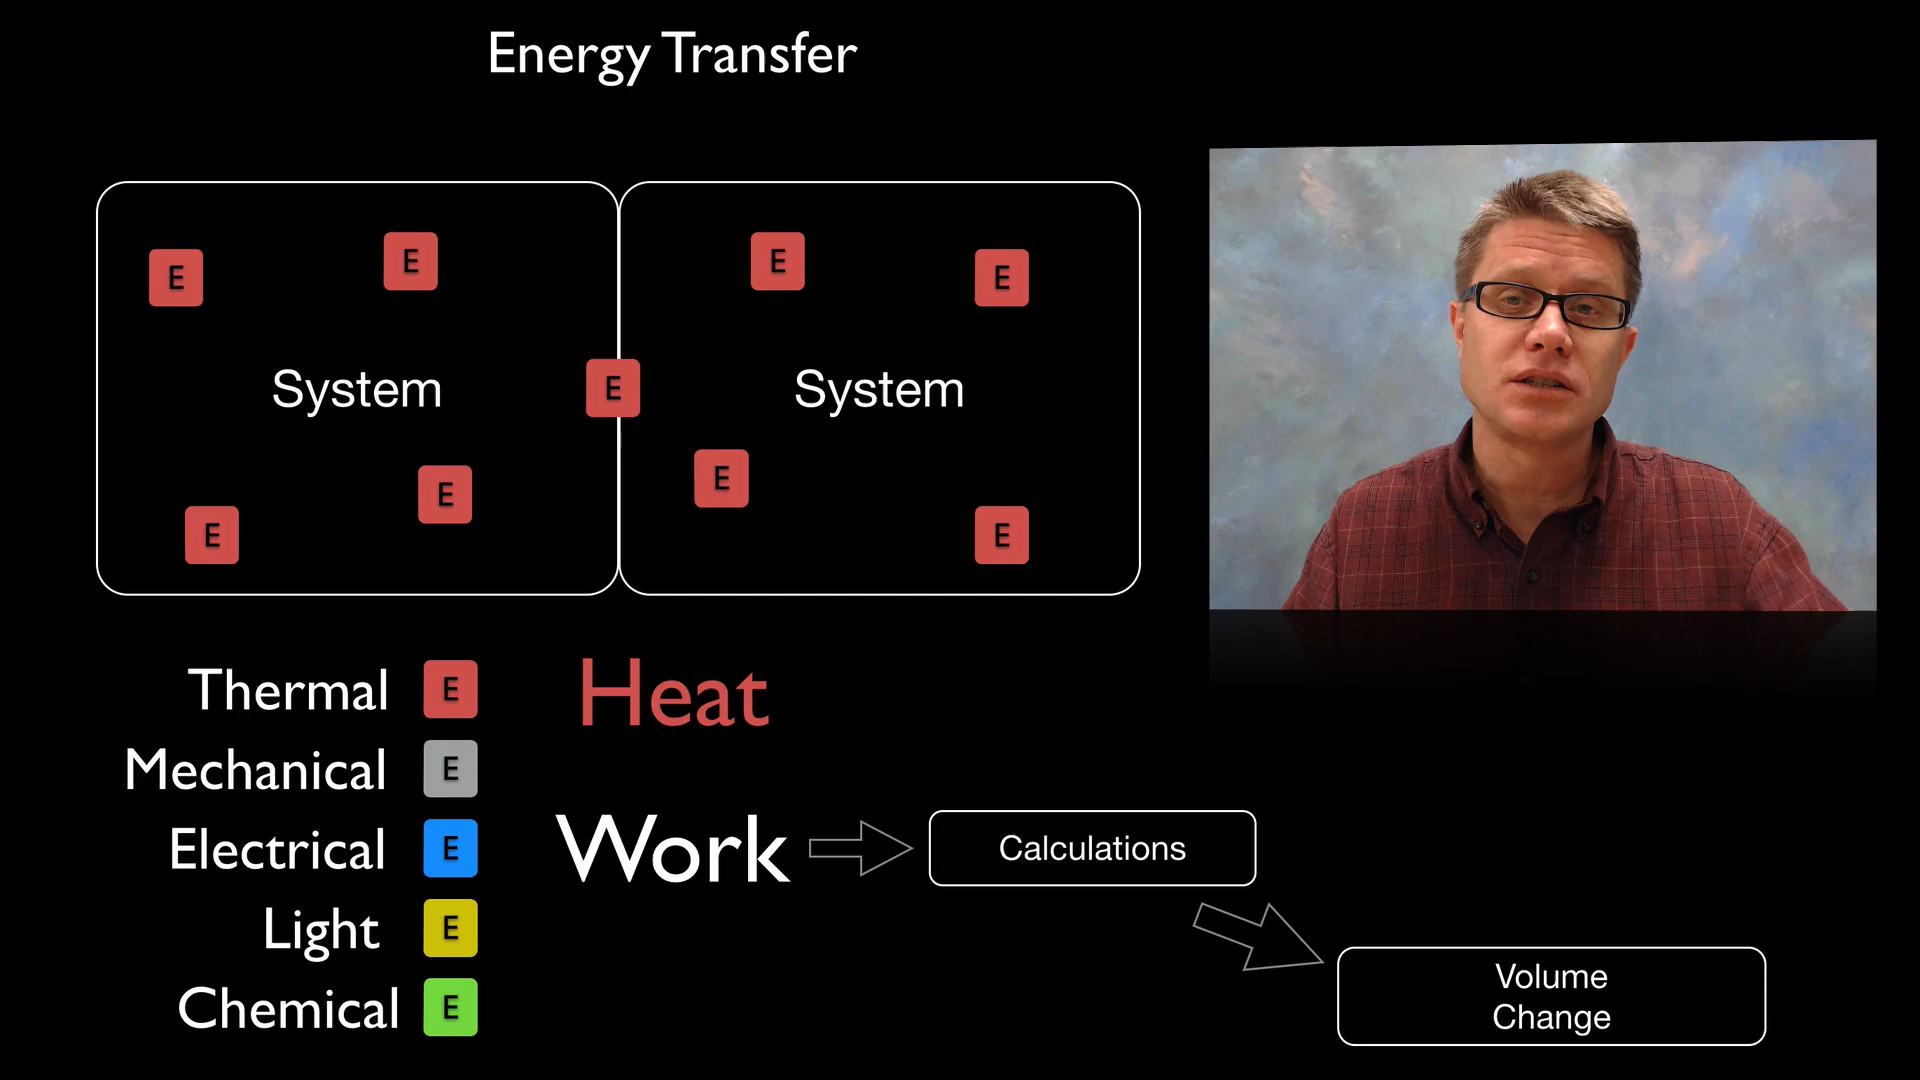 Energy Transfer
E
E
E
E
System
E
System
E
E
E
E
Thermal E
Heat
Mechanical E
Electrical E
Work
Calculations
Light E
Chemical E
Volume
Change